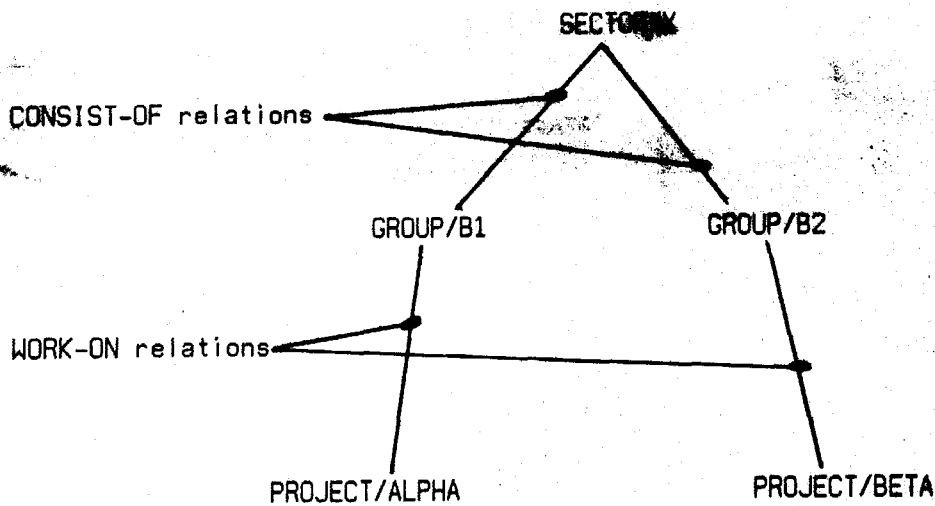 CONSIST-OF relations
GROUP/B1
GROUP/B2
WORK-ON relations
PROJECT/ALPHA
PROJECT/BETA